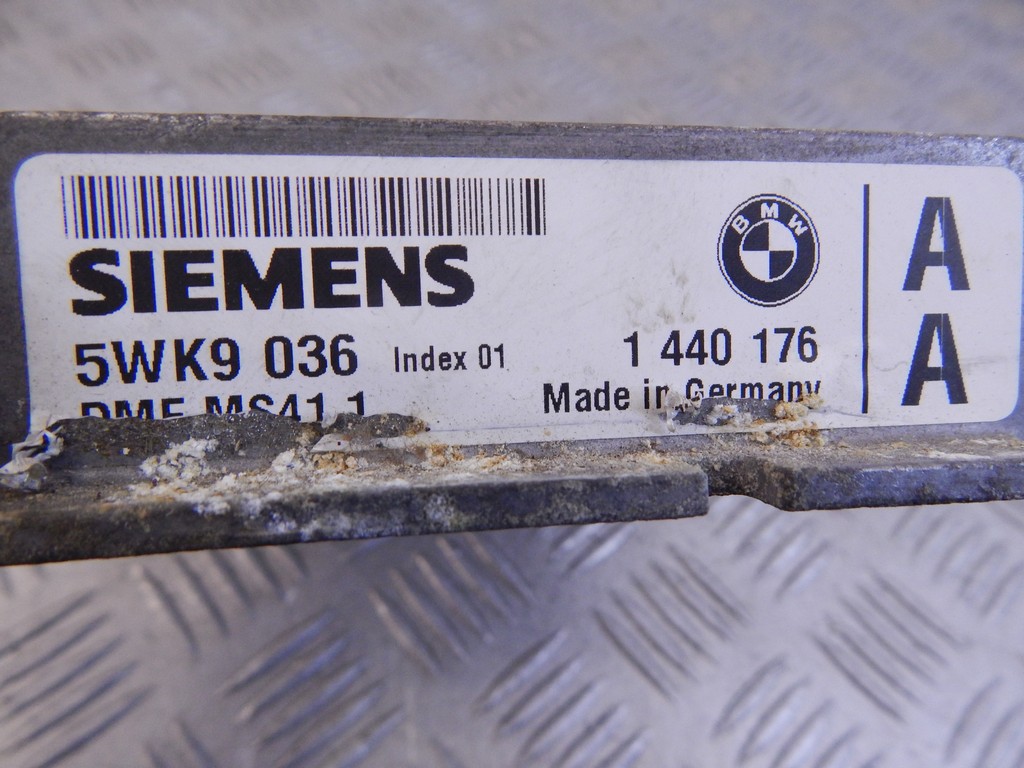 SIEMENS
BMW
5WK9 036 Index 01 1 440 176
DME MS41.1 Made in Germany
A
A